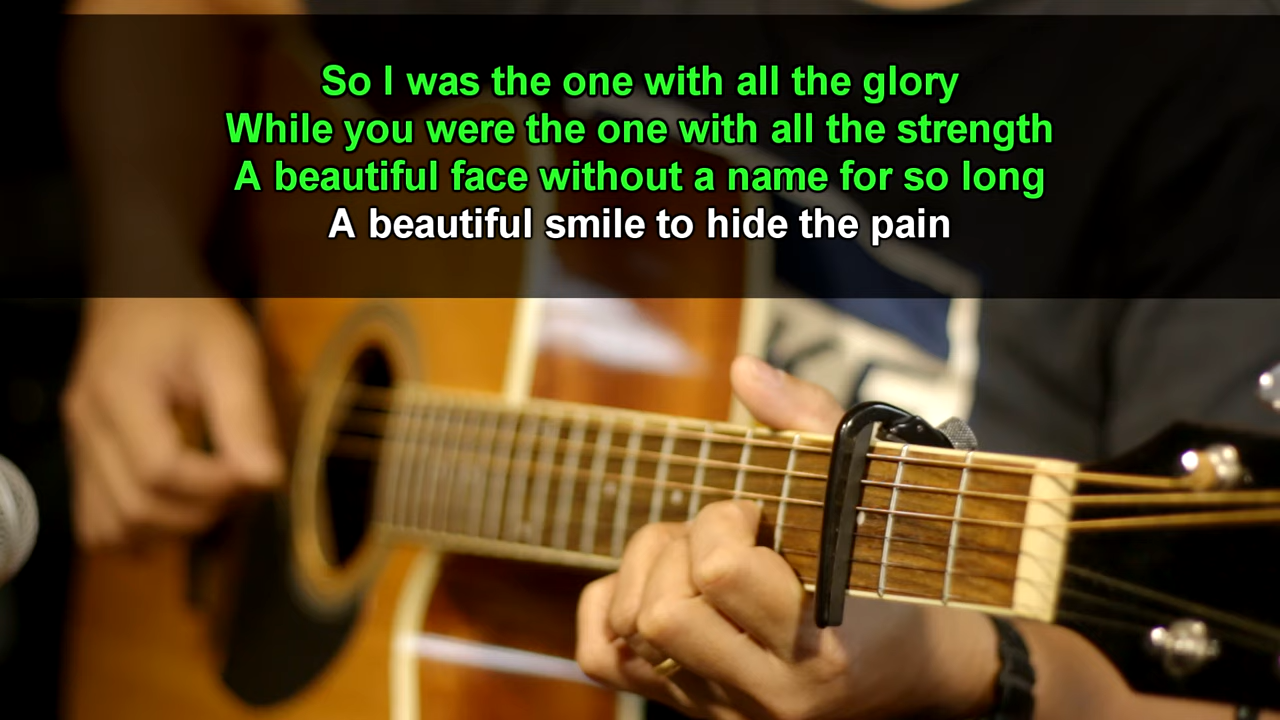 So I was the one with all the glory
While you were the one with all the strength
A beautiful face without a name for so long
A beautiful smile to hide the pain